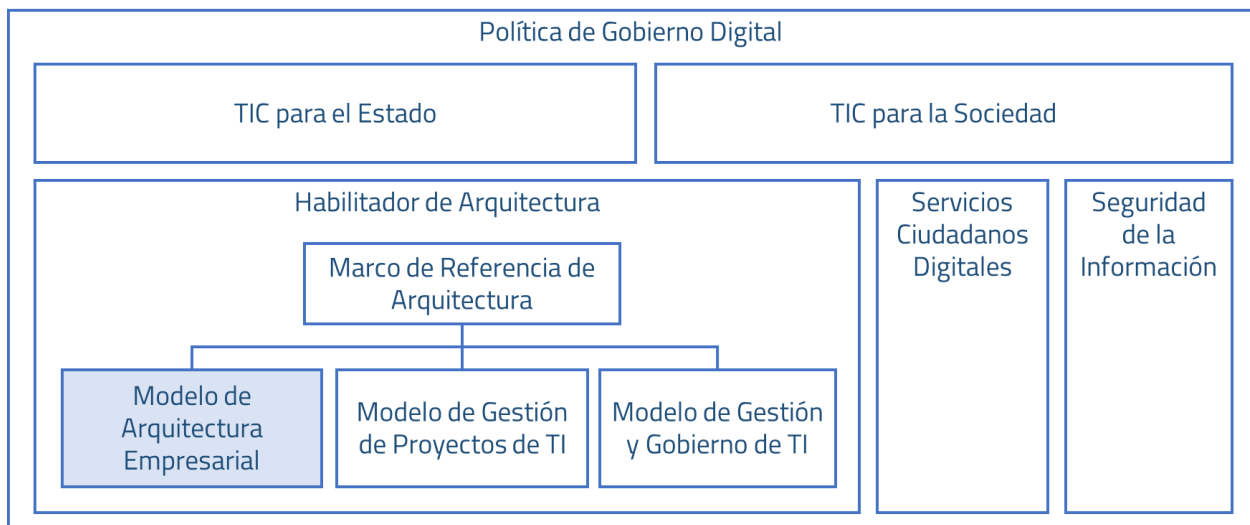 Política de Gobierno Digital
TIC para el Estado
TIC para la Sociedad
Habilitador de Arquitectura
Marco de Referencia de
Arquitectura
Modelo de
Arquitectura
Empresarial
Modelo de Gestión
de Proyectos de TI
Modelo de Gestión
y Gobierno de TI
Servicios
Ciudadanos
Digitales
Seguridad
de la
Información